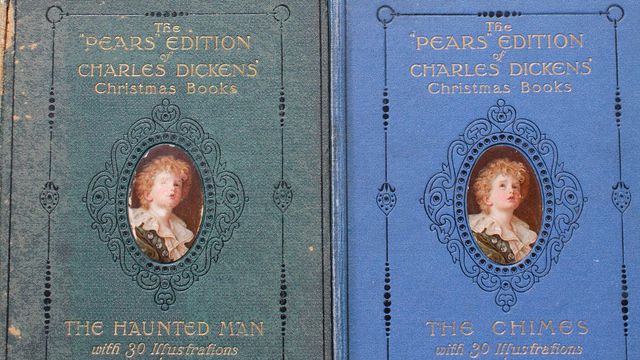 The
"PEARS" EDITION
of
CHARLES DICKENS'
Christmas Books
THE HAUNTED MAN
with 30 Illustrations
The
"PEARS" EDITION
of
CHARLES DICKENS'
Christmas Books
THE CHIMES
with 30 Illustrations